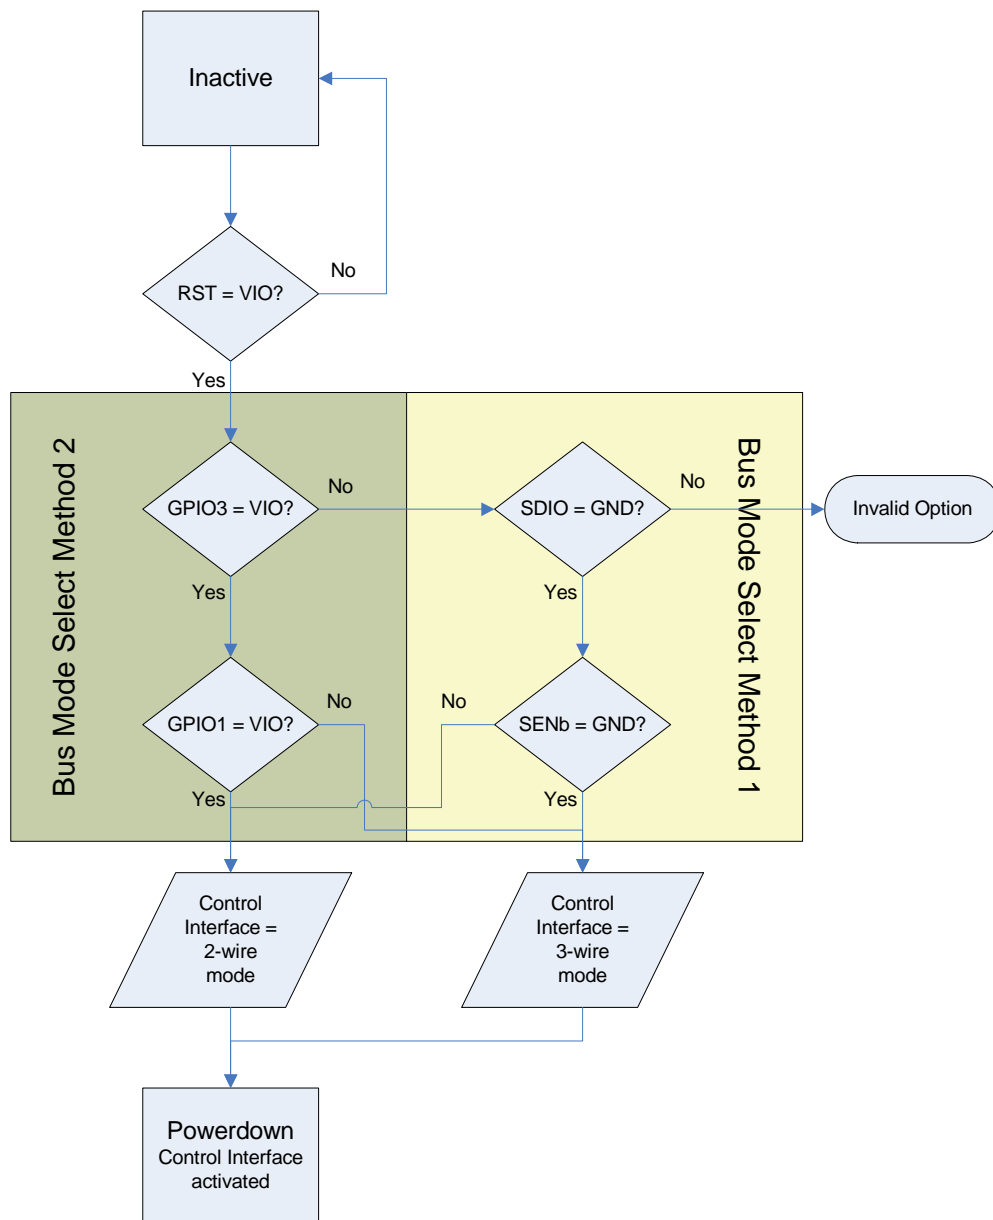 Inactive
No
RST = VIO?
Yes
Bus Mode Select Method 2
GPIO3 = VIO?
No
SDIO = GND?
No
Bus Mode Select Method 1
Invalid Option
Yes
Yes
GPIO1 = VIO?
No
No
SENb = GND?
Yes
Yes
Control
Interface =
2-wire
mode
Control
Interface =
3-wire
mode
Powerdown
Control Interface
activated